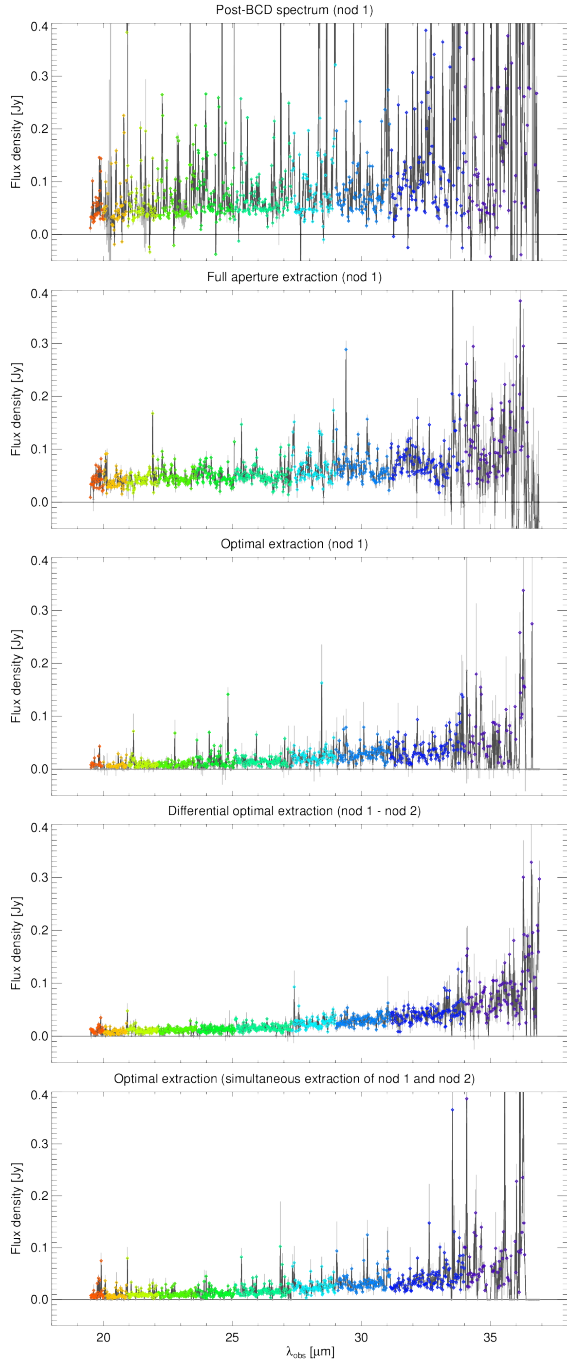 Post-BCD spectrum (nod 1)
0.4
0.3
0.2
0.1
0.0
Flux density [Jy]
Full aperture extraction (nod 1)
0.4
0.3
0.2
0.1
0.0
Flux density [Jy]
Optimal extraction (nod 1)
0.4
0.3
0.2
0.1
0.0
Flux density [Jy]
Differential optimal extraction (nod 1 - nod 2)
0.4
0.3
0.2
0.1
0.0
Flux density [Jy]
Optimal extraction (simultaneous extraction of nod 1 and nod 2)
0.4
0.3
0.2
0.1
0.0
Flux density [Jy]
20 25 30 35
λobs [µm]